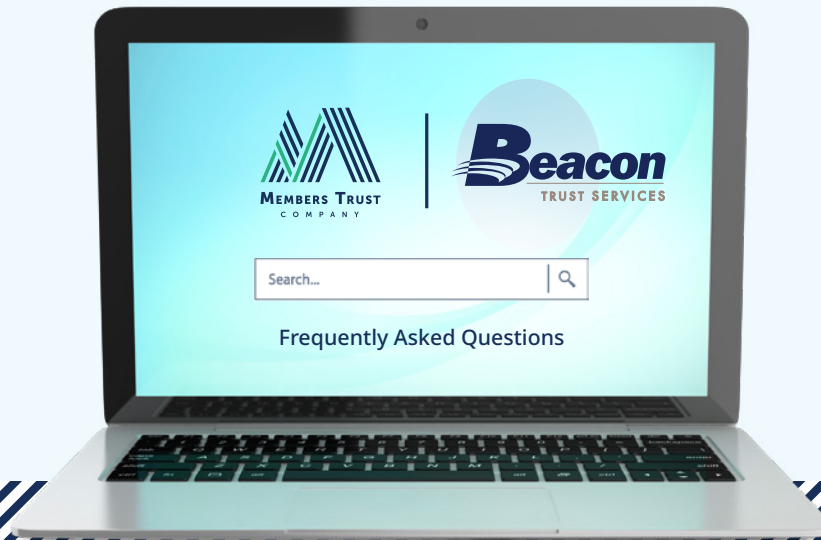 MEMBERS TRUST
COMPANY
Beacon
TRUST SERVICES
Search...
Frequently Asked Questions